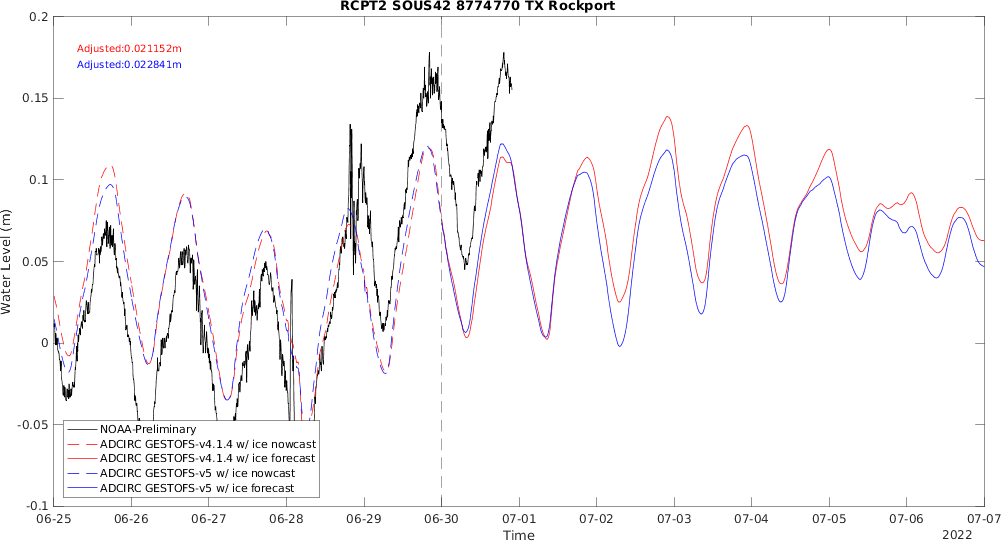 RCPT2 SOUS42 8774770 TX Rockport
Adjusted:0.021152m
Adjusted:0.022841m
0.2
0.15
0.1
0.05
0
-0.05
-0.1
Water Level (m)
NOAA-Preliminary
ADCIRC GESTOFS-v4.1.4 w/ ice nowcast
ADCIRC GESTOFS-v4.1.4 w/ ice forecast
ADCIRC GESTOFS-v5 w/ ice nowcast
ADCIRC GESTOFS-v5 w/ ice forecast
06-25 06-26 06-27 06-28 06-29 06-30 07-01 07-02 07-03 07-04 07-05 07-06 07-07
Time
2022